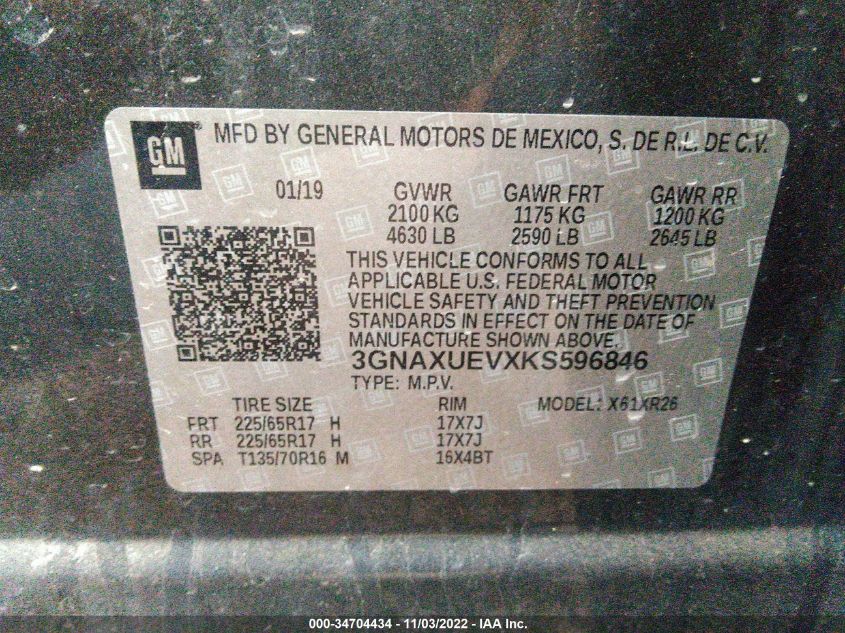 GM® MFD BY GENERAL MOTORS DE MEXICO, S. DE R.L. DE C.V.
01/19 GVWR GAWR FRT GAWR RR
2100 KG 1175 KG 1200 KG
4630 LB 2590 LB 2645 LB
THIS VEHICLE CONFORMS TO ALL
APPLICABLE U.S. FEDERAL MOTOR
VEHICLE SAFETY AND THEFT PREVENTION
STANDARDS IN EFFECT ON THE DATE OF
MANUFACTURE SHOWN ABOVE.
3GNAXUEVXKS596846
TYPE: M.P.V.
TIRE SIZE RIM MODEL: X61XR26
FRT 225/65R17 H 17X7J
RR 225/65R17 H 17X7J
SPA T135/70R16 M 16X4BT
000-34704434 - 11/03/2022 - IAA Inc.